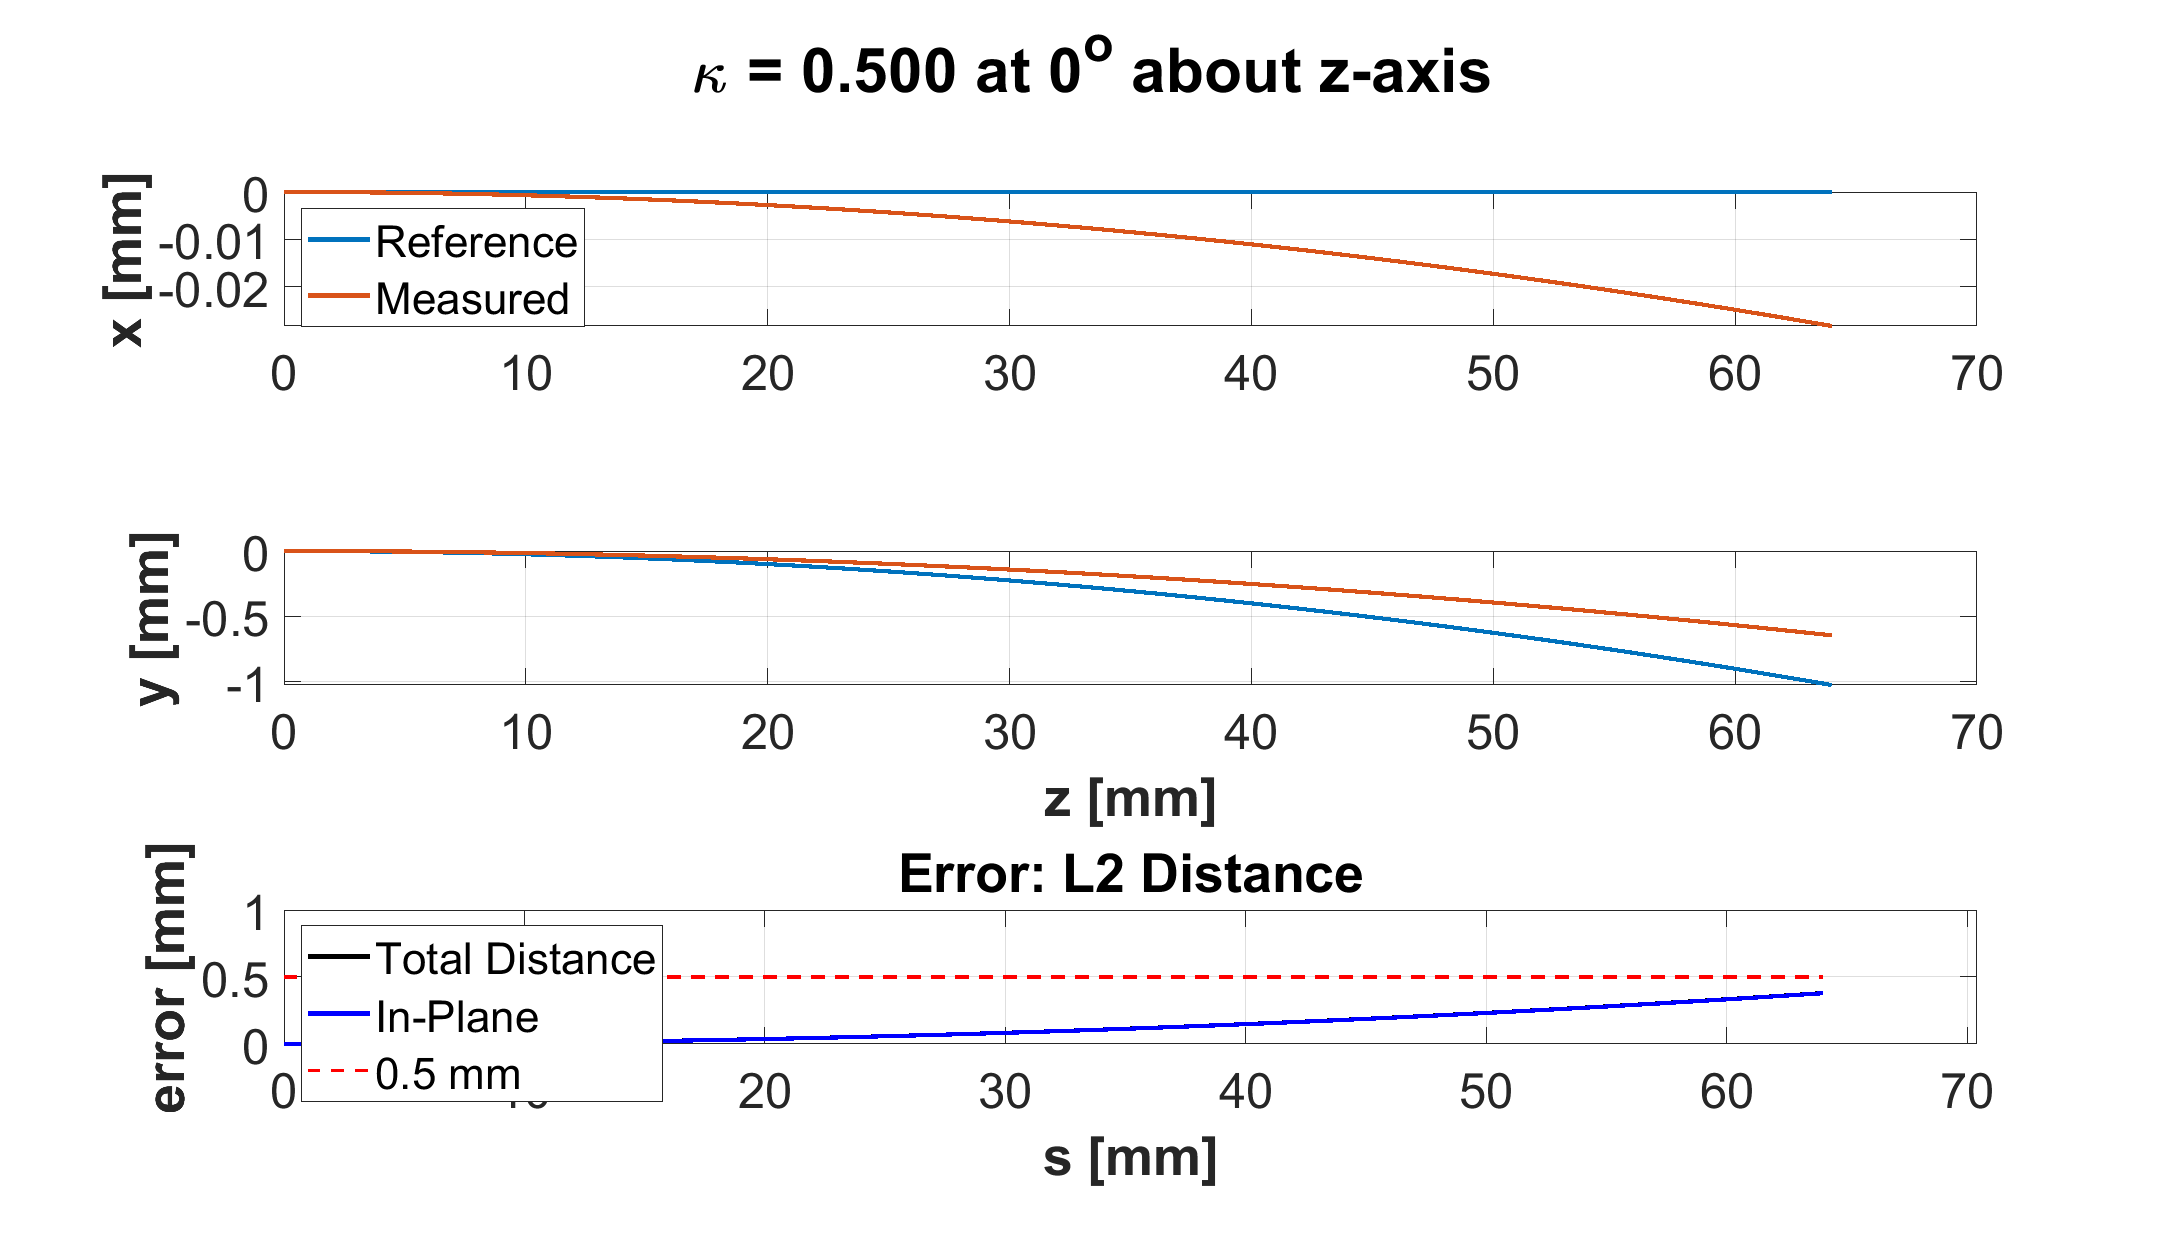 κ = 0.500 at 0° about z-axis
x [mm]
0
-0.01
-0.02
Reference
Measured
0 10 20 30 40 50 60 70
y [mm]
0
-0.5
-1
0 10 20 30 40 50 60 70
z [mm]
Error: L2 Distance
error [mm]
1
0.5
0
Total Distance
In-Plane
0.5 mm
0 20 30 40 50 60 70
s [mm]